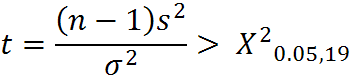 t = (n − 1)s² / σ² > X²₀.₀₅,₁₉